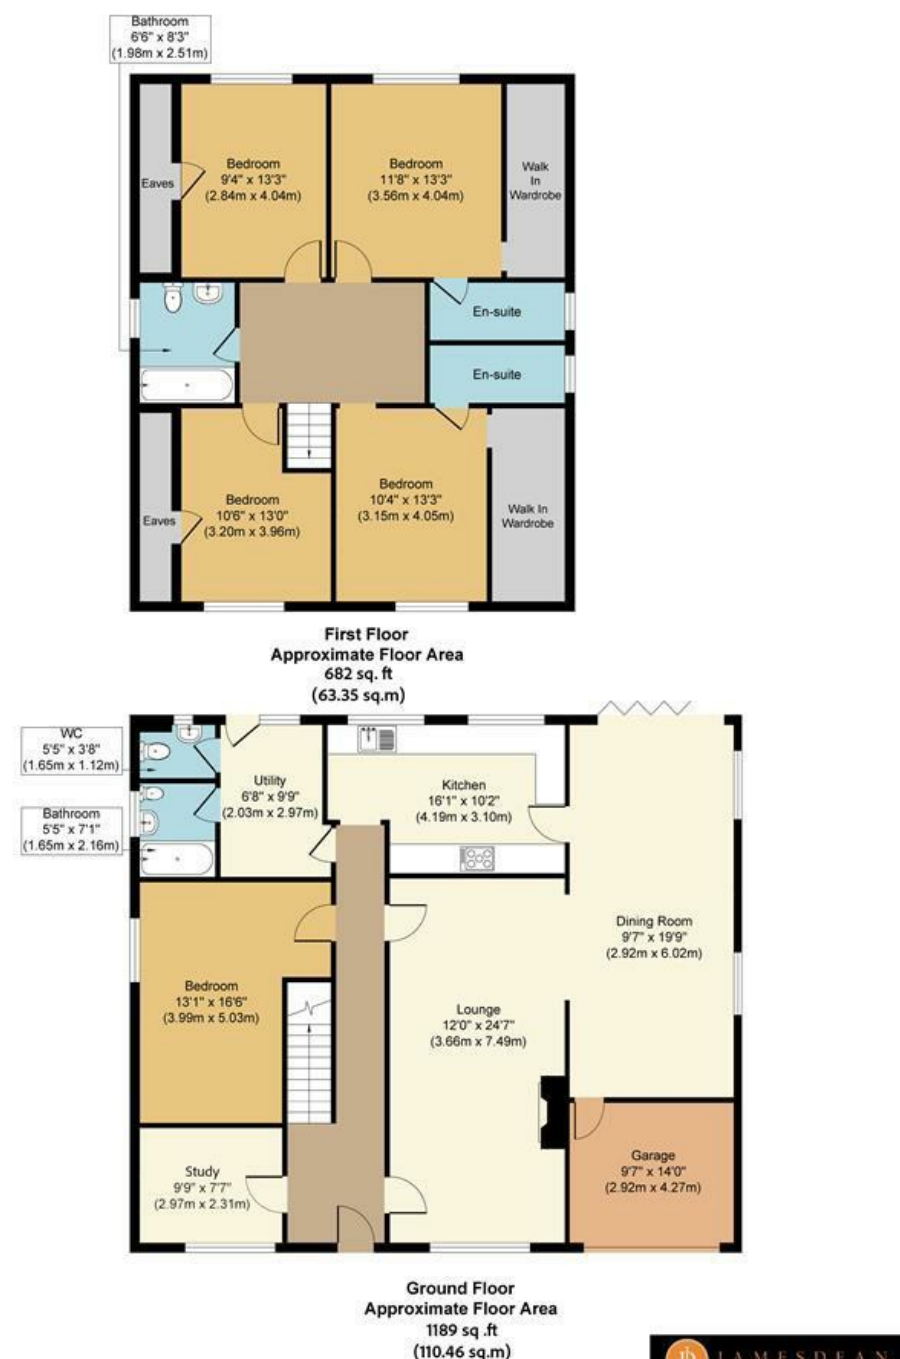 Bathroom
6'6" x 8'3"
(1.98m x 2.51m)
Bedroom
9'4" x 13'3"
(2.84m x 4.04m)
Bedroom
11'8" x 13'3"
(3.56m x 4.04m)
Walk
In
Wardrobe
Eaves
En-suite
En-suite
Bedroom
10'6" x 13'0"
(3.20m x 3.96m)
Bedroom
10'4" x 13'3"
(3.15m x 4.05m)
Walk In
Wardrobe
Eaves
First Floor
Approximate Floor Area
682 sq. ft
(63.35 sq.m)
WC
5'5" x 3'8"
(1.65m x 1.12m)
Bathroom
5'5" x 7'1"
(1.65m x 2.16m)
Utility
6'8" x 9'9"
(2.03m x 2.97m)
Kitchen
16'1" x 10'2"
(4.19m x 3.10m)
Dining Room
9'7" x 19'9"
(2.92m x 6.02m)
Bedroom
13'1" x 16'6"
(3.99m x 5.03m)
Lounge
12'0" x 24'7"
(3.66m x 7.49m)
Study
9'9" x 7'7"
(2.97m x 2.31m)
Garage
9'7" x 14'0"
(2.92m x 4.27m)
Ground Floor
Approximate Floor Area
1189 sq .ft
(110.46 sq.m)
JAMESDEAN